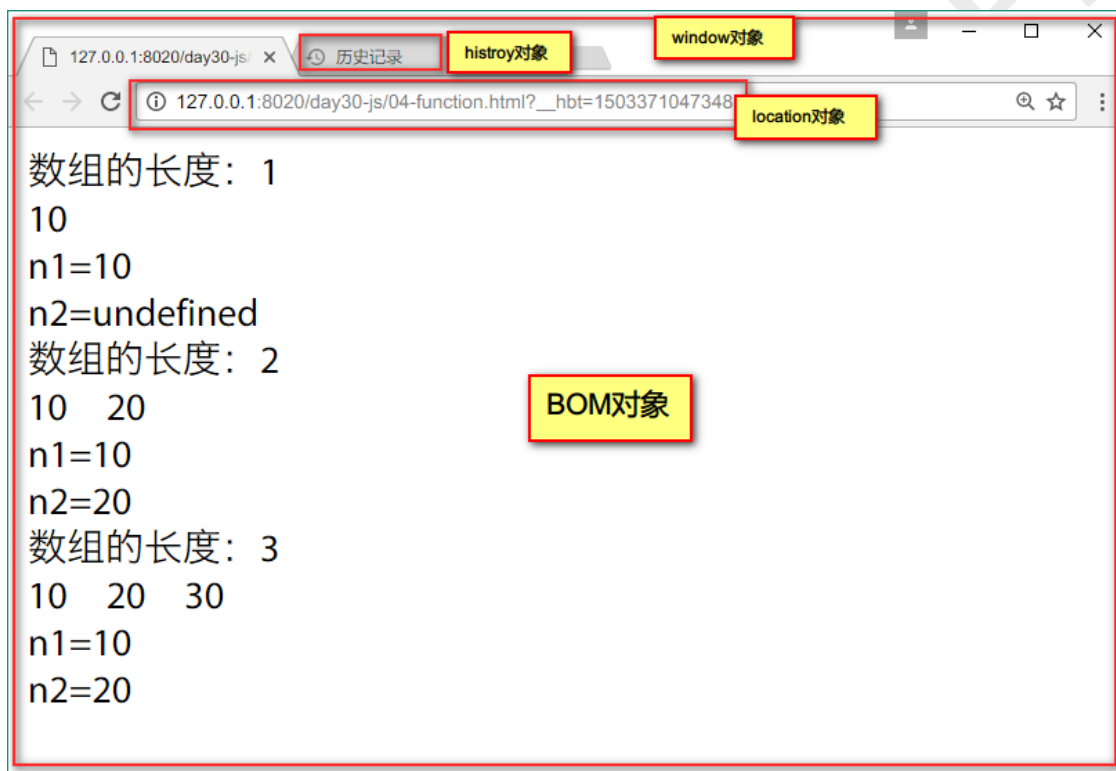 window对象
127.0.0.1:8020/day30-js/
历史记录
histroy对象
127.0.0.1:8020/day30-js/04-function.html?__hbt=1503371047348
location对象
数组的长度：1
10
n1=10
n2=undefined
数组的长度：2
10 20
BOM对象
n1=10
n2=20
数组的长度：3
10 20 30
n1=10
n2=20